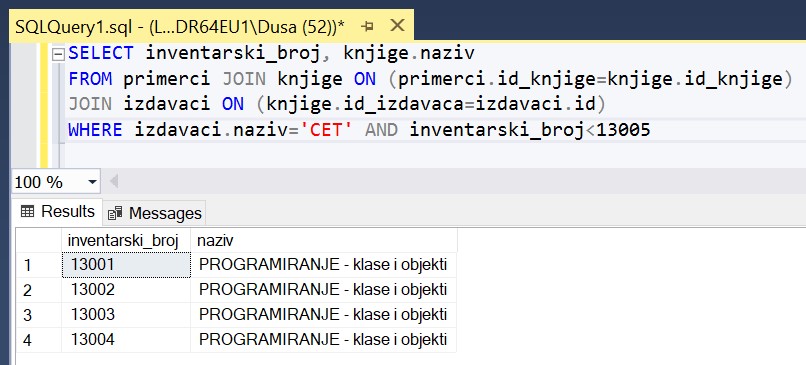 SQLQuery1.sql - (L...DR64EU1\Dusa (52))*
SELECT inventarski_broj, knjige.naziv
FROM primerci JOIN knjige ON (primerci.id_knjige=knjige.id_knjige)
JOIN izdavaci ON (knjige.id_izdavaca=izdavaci.id)
WHERE izdavaci.naziv='CET' AND inventarski_broj<13005
100 %
Results Messages
inventarski_broj naziv
1 13001 PROGRAMIRANJE - klase i objekti
2 13002 PROGRAMIRANJE - klase i objekti
3 13003 PROGRAMIRANJE - klase i objekti
4 13004 PROGRAMIRANJE - klase i objekti